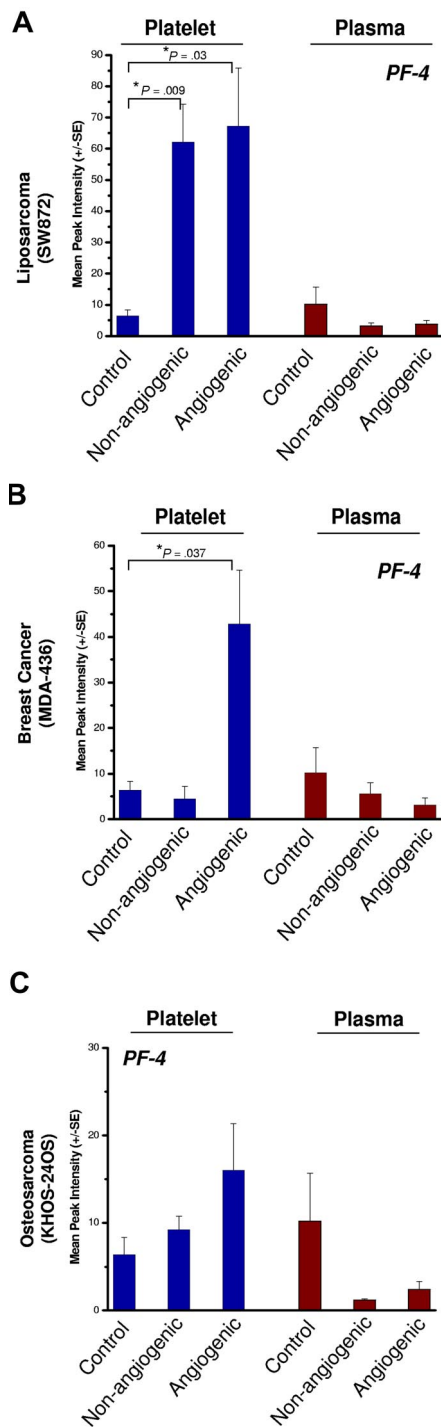 A
Platelet Plasma
PF-4
*P = .03
*P = .009
Liposarcoma
(SW872)
Mean Peak Intensity (+/-SE)
90
80
70
60
50
40
30
20
10
0
Control
Non-angiogenic
Angiogenic
Control
Non-angiogenic
Angiogenic
B
Platelet Plasma
PF-4
*P = .037
Breast Cancer
(MDA-436)
Mean Peak Intensity (+/-SE)
60
50
40
30
20
10
0
Control
Non-angiogenic
Angiogenic
Control
Non-angiogenic
Angiogenic
C
Platelet Plasma
PF-4
Osteosarcoma
(KHOS-24OS)
Mean Peak Intensity (+/-SE)
30
20
10
0
Control
Non-angiogenic
Angiogenic
Control
Non-angiogenic
Angiogenic